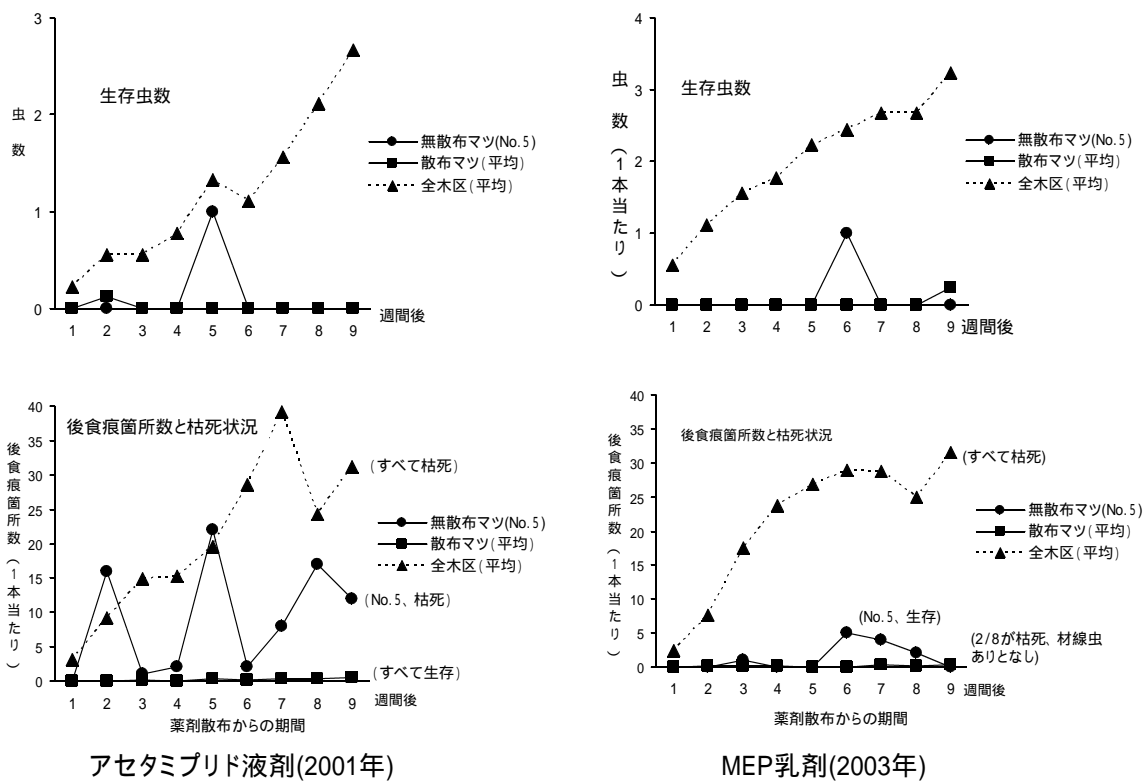 3
2
1
0
虫数
生存虫数
無散布マツ(No.5)
散布マツ(平均)
全木区(平均)
1 2 3 4 5 6 7 8 9
週間後
4
3
2
1
0
虫数(1本当たり)
生存虫数
無散布マツ(No.5)
散布マツ(平均)
全木区(平均)
1 2 3 4 5 6 7 8 9
週間後
40
35
30
25
20
15
10
5
0
後食痕箇所数(1本当たり)
後食痕箇所数と枯死状況
(すべて枯死)
無散布マツ(No.5)
散布マツ(平均)
全木区(平均)
(No.5、枯死)
(すべて生存)
1 2 3 4 5 6 7 8 9
週間後
薬剤散布からの期間
アセタミプリド液剤(2001年)
40
35
30
25
20
15
10
5
0
後食痕箇所数(1本当たり)
後食痕箇所数と枯死状況
(すべて枯死)
無散布マツ(No.5)
散布マツ(平均)
全木区(平均)
(No.5、生存)
(2/8が枯死、材線虫
ありとなし)
1 2 3 4 5 6 7 8 9
週間後
薬剤散布からの期間
MEP乳剤(2003年)